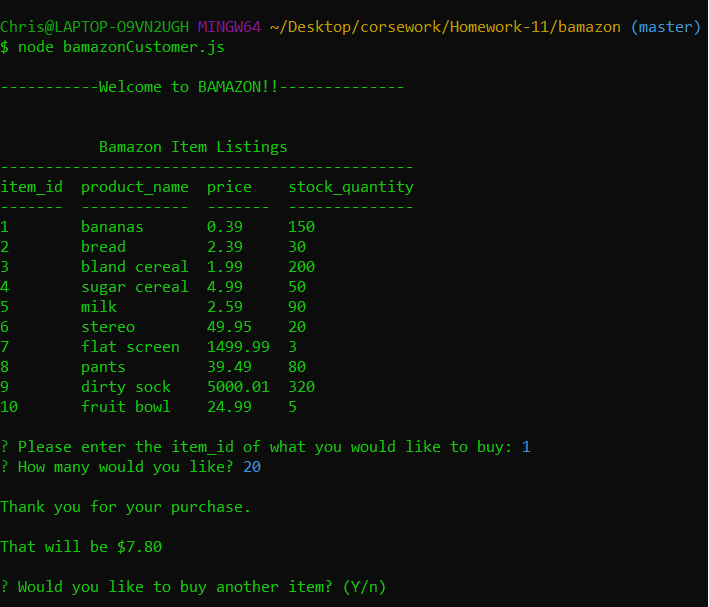 Chris@LAPTOP-O9VN2UGH MINGW64 ~/Desktop/corsework/Homework-11/bamazon (master)
$ node bamazonCustomer.js
-----------Welcome to BAMAZON!!--------------
Bamazon Item Listings
----------------------------------------------
item_id  product_name  price    stock_quantity
-------  ------------  -------  --------------
1        bananas       0.39     150
2        bread         2.39     30
3        bland cereal  1.99     200
4        sugar cereal  4.99     50
5        milk          2.59     90
6        stereo        49.95    20
7        flat screen   1499.99  3
8        pants         39.49    80
9        dirty sock    5000.01  320
10       fruit bowl    24.99    5
? Please enter the item_id of what you would like to buy: 1
? How many would you like? 20
Thank you for your purchase.
That will be $7.80
? Would you like to buy another item? (Y/n)